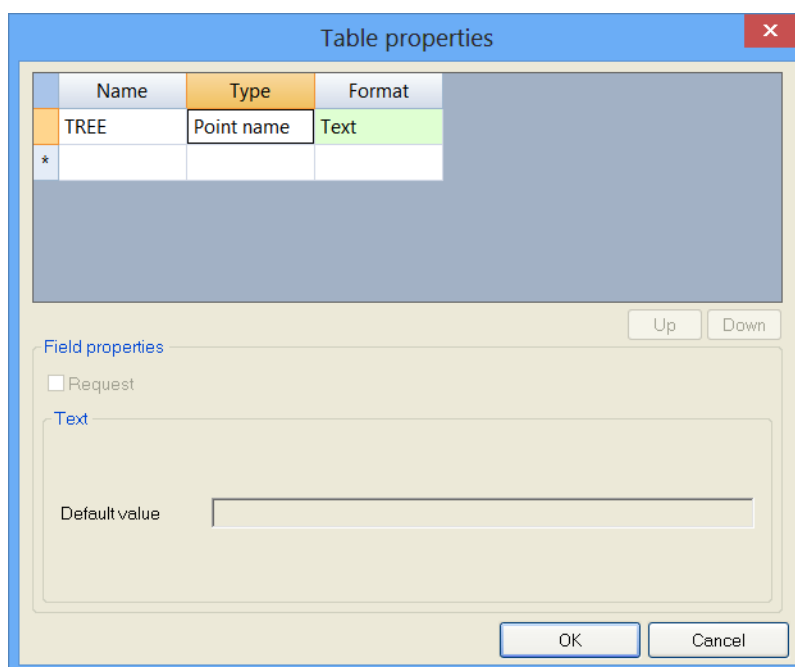 Table properties
Name Type Format
TREE Point name Text
*
Up Down
Field properties
Request
Text
Default value
OK Cancel